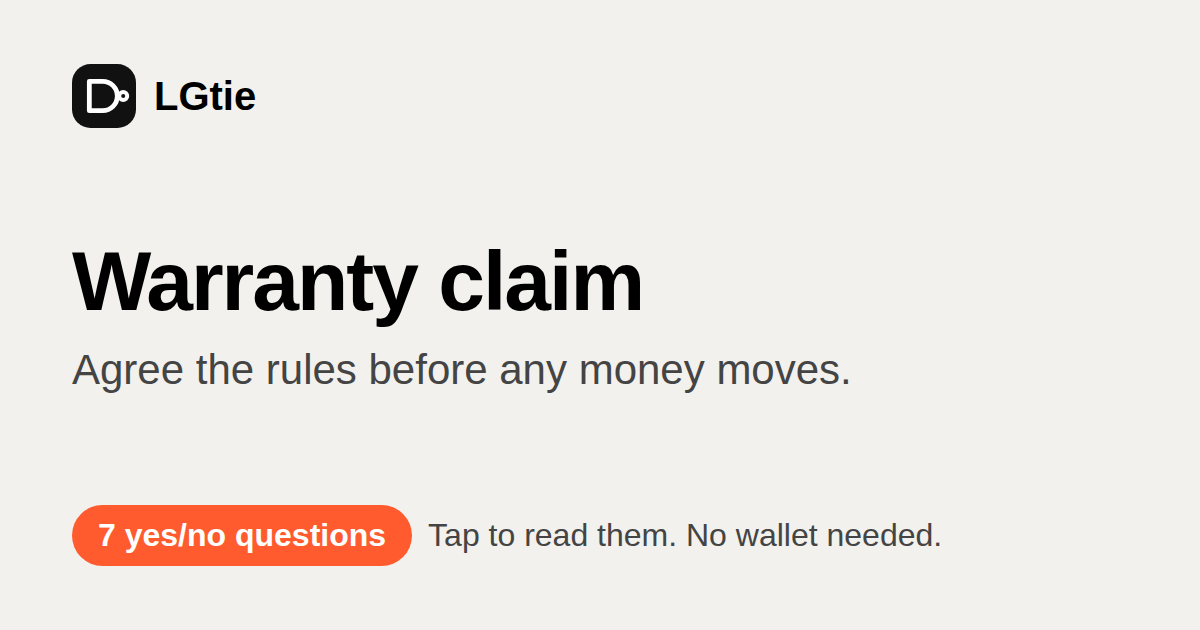 LGtie
Warranty claim
Agree the rules before any money moves.
7 yes/no questions Tap to read them. No wallet needed.